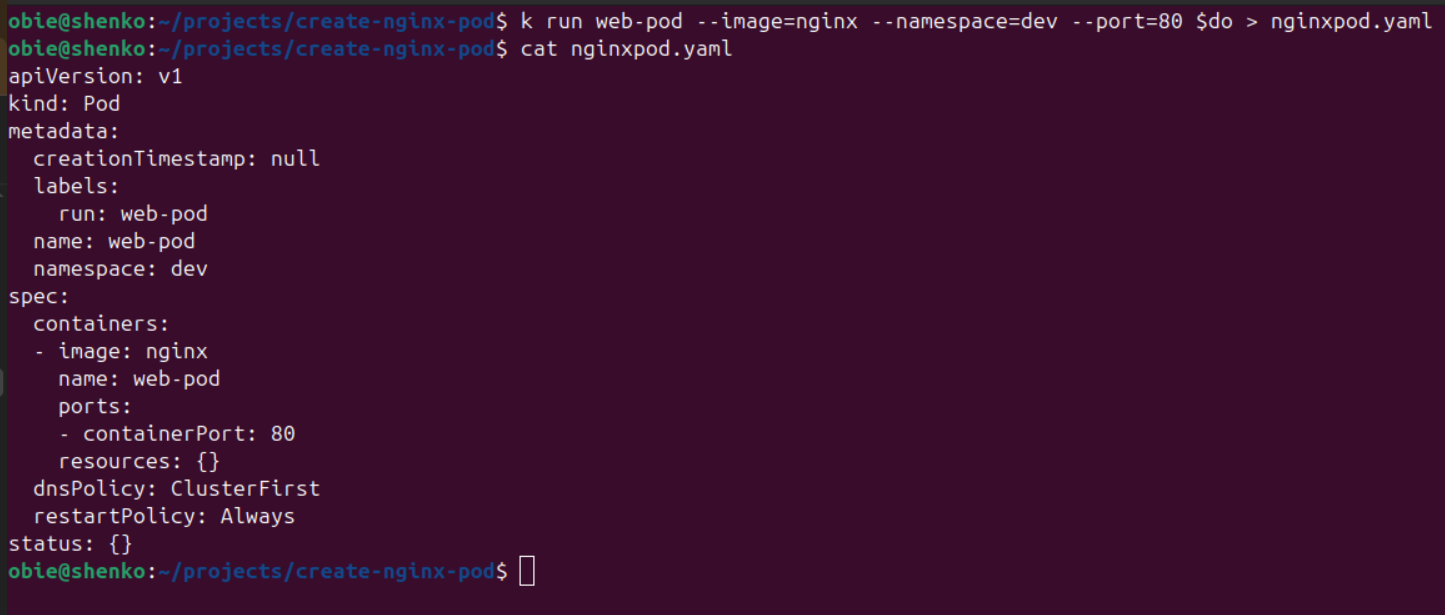 obie@shenko:~/projects/create-nginx-pod$ k run web-pod --image=nginx --namespace=dev --port=80 $do > nginxpod.yaml
obie@shenko:~/projects/create-nginx-pod$ cat nginxpod.yaml
apiVersion: v1
kind: Pod
metadata:
  creationTimestamp: null
  labels:
    run: web-pod
  name: web-pod
  namespace: dev
spec:
  containers:
  - image: nginx
    name: web-pod
    ports:
    - containerPort: 80
    resources: {}
  dnsPolicy: ClusterFirst
  restartPolicy: Always
status: {}
obie@shenko:~/projects/create-nginx-pod$